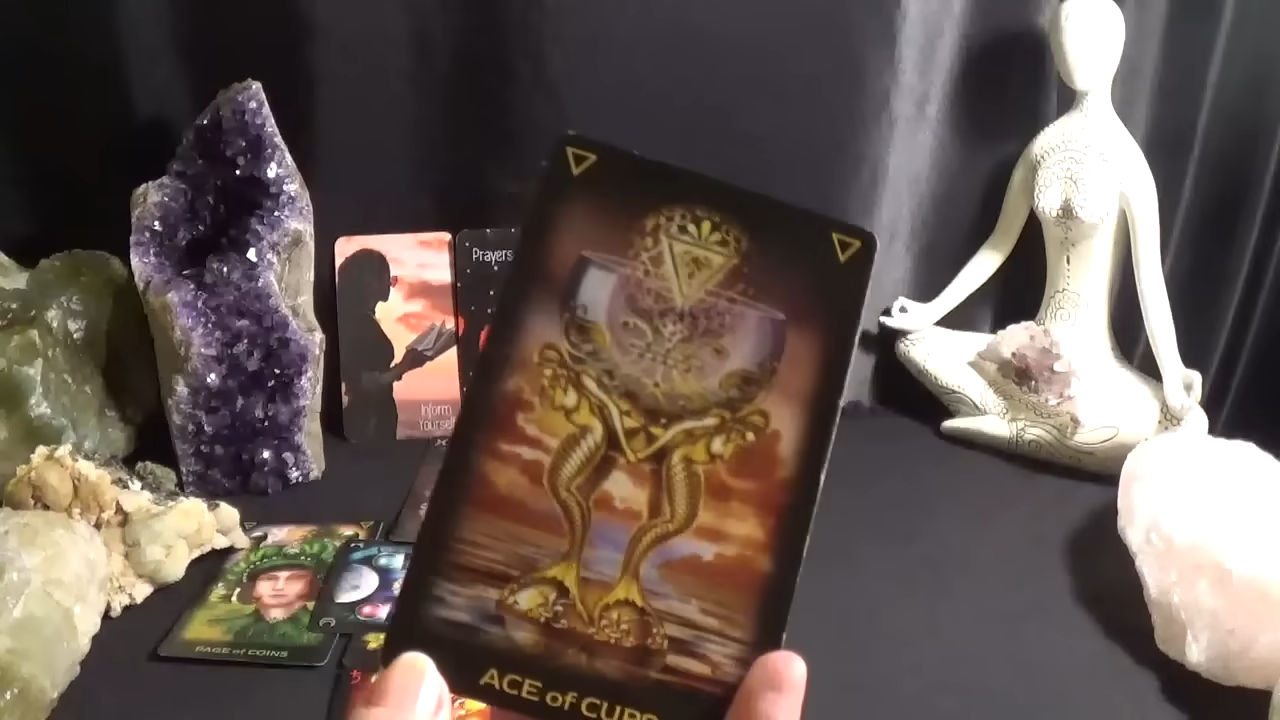 Prayers
Inform
Yourself
PAGE of COINS
ACE of CUPS